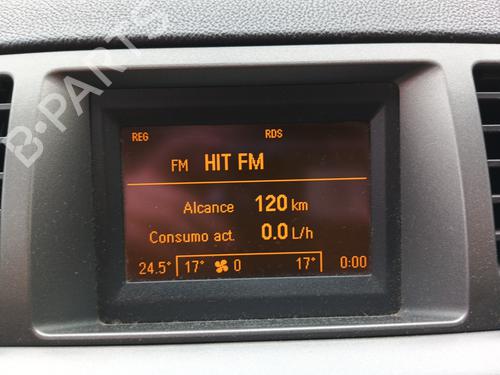 B-PARTS
REG RDS
FM HIT FM
Alcance 120 km
Consumo act. 0.0 L/h
24.5° 17° 0 17° 0:00